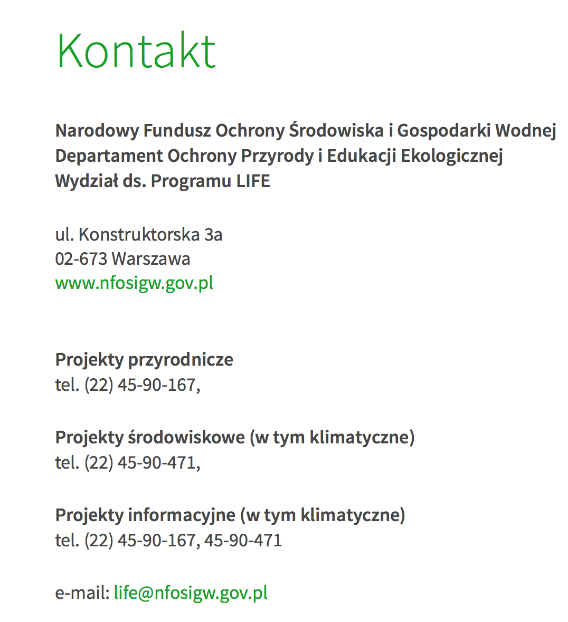 Kontakt
Narodowy Fundusz Ochrony Środowiska i Gospodarki Wodnej
Departament Ochrony Przyrody i Edukacji Ekologicznej
Wydział ds. Programu LIFE
ul. Konstruktorska 3a
02-673 Warszawa
www.nfosigw.gov.pl
Projekty przyrodnicze
tel. (22) 45-90-167,
Projekty środowiskowe (w tym klimatyczne)
tel. (22) 45-90-471,
Projekty informacyjne (w tym klimatyczne)
tel. (22) 45-90-167, 45-90-471
e-mail: life@nfosigw.gov.pl